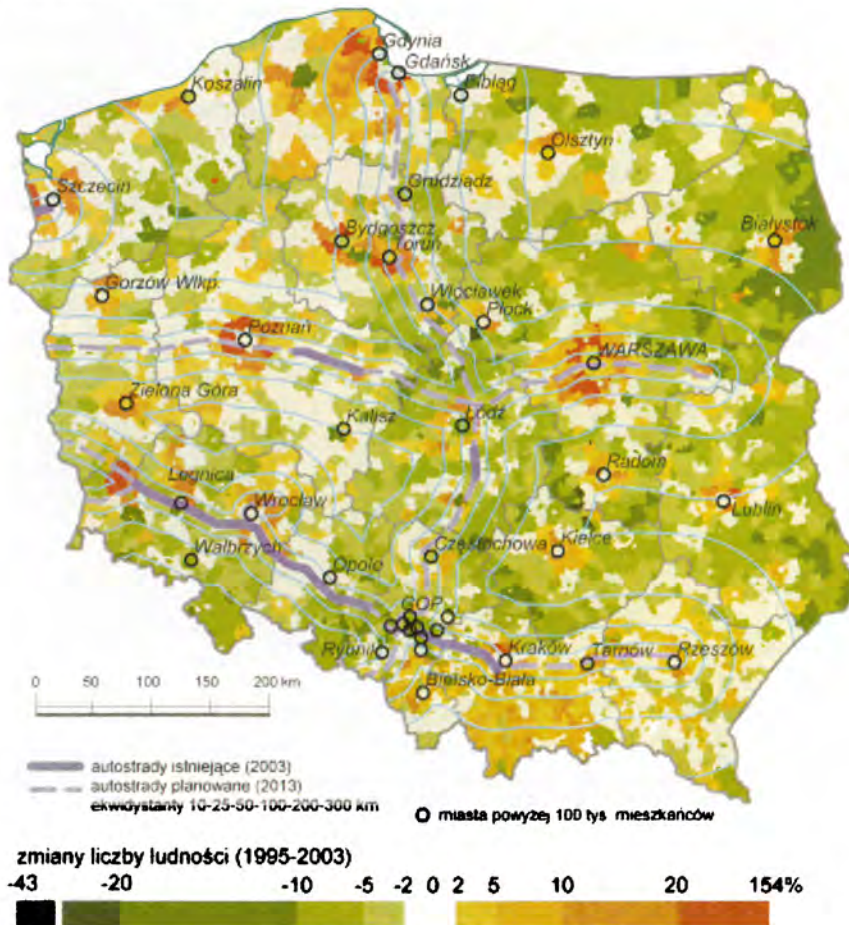 Gdynia
Gdańsk
Koszalin
Elbląg
Olsztyn
Szczecin
Grudziądz
Bydgoszcz
Toruń
Białystok
Gorzów Wlkp.
Włocławek
Płock
Poznań
WARSZAWA
Zielona Góra
Kalisz
Łódź
Legnica
Radom
Wrocław
Lublin
Wałbrzych
Częstochowa
Kielce
Opole
GOP
Rybnik
Kraków
Tarnów
Rzeszów
Bielsko-Biała
0 50 100 150 200 km
autostrady istniejące (2003)
autostrady planowane (2013)
ekwidystanty 10-25-50-100-200-300 km
miasta powyżej 100 tys mieszkańców
zmiany liczby ludności (1995-2003)
-43 -20 -10 -5 -2 0 2 5 10 20 154%